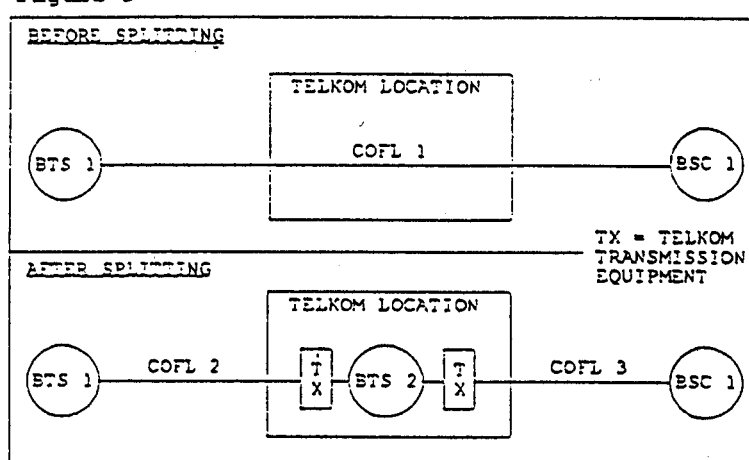 BEFORE SPLITTING
TELKOM LOCATION
BTS 1
COFL 1
BSC 1
TX = TELKOM
TRANSMISSION
EQUIPMENT
AFTER SPLITTING
TELKOM LOCATION
BTS 1
COFL 2
TX
BTS 2
TX
COFL 3
BSC 1